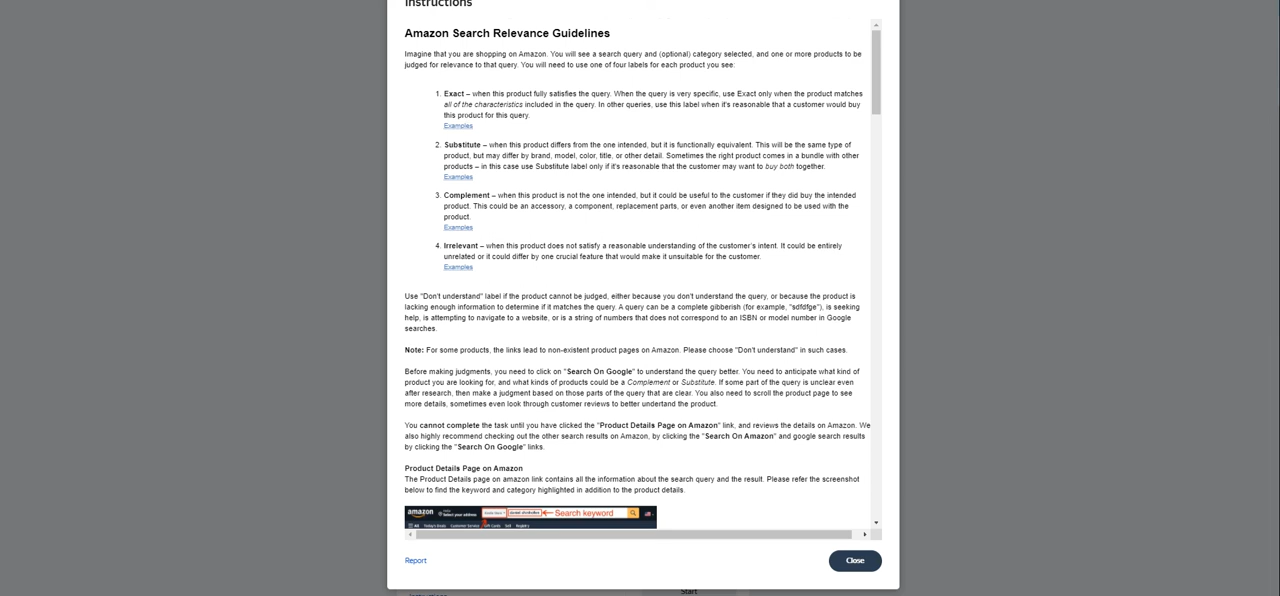 Instructions
Amazon Search Relevance Guidelines
Imagine that you are shopping on Amazon. You will see a search query and (optional) category selected, and one or more products to be
judged for relevance to that query. You will need to use one of four labels for each product you see:
1. Exact – when this product fully satisfies the query. When the query is very specific, use Exact only when the product matches
all of the characteristics included in the query. In other queries, use this label when it's reasonable that a customer would buy
this product for this query.
Examples
2. Substitute – when this product differs from the one intended, but it is functionally equivalent. This will be the same type of
product, but may differ by brand, model, color, title, or other detail. Sometimes the right product comes in a bundle with other
products – in this case use Substitute label only if it's reasonable that the customer may want to buy both together.
Examples
3. Complement – when this product is not the one intended, but it could be useful to the customer if they did buy the intended
product. This could be an accessory, a component, replacement parts, or even another item designed to be used with the
product.
Examples
4. Irrelevant – when this product does not satisfy a reasonable understanding of the customer's intent. It could be entirely
unrelated or it could differ by one crucial feature that would make it unsuitable for the customer.
Examples
Use "Don't understand" label if the product cannot be judged, either because you don't understand the query, or because the product is
lacking enough information to determine if it matches the query. A query can be a complete gibberish (for example, "sdfdfge"), is seeking
help, is attempting to navigate to a website, or is a string of numbers that does not correspond to an ISBN or model number in Google
searches.
Note: For some products, the links lead to non-existent product pages on Amazon. Please choose "Don't understand" in such cases.
Before making judgments, you need to click on "Search On Google" to understand the query better. You need to anticipate what kind of
product you are looking for, and what kinds of products could be a Complement or Substitute. If some part of the query is unclear even
after research, then make a judgment based on those parts of the query that are clear. You also need to scroll the product page to see
more details, sometimes even look through customer reviews to better undertand the product.
You cannot complete the task until you have clicked the "Product Details Page on Amazon" link, and reviews the details on Amazon. We
also highly recommend checking out the other search results on Amazon, by clicking the "Search On Amazon" and google search results
by clicking the "Search On Google" links.
Product Details Page on Amazon
The Product Details page on amazon link contains all the information about the search query and the result. Please refer the screenshot
below to find the keyword and category highlighted in addition to the product details.
amazon Select your address Search keyword
All Today's Deals Customer Service Gift Cards Sell Registry
Report
Close
Instructions
Start